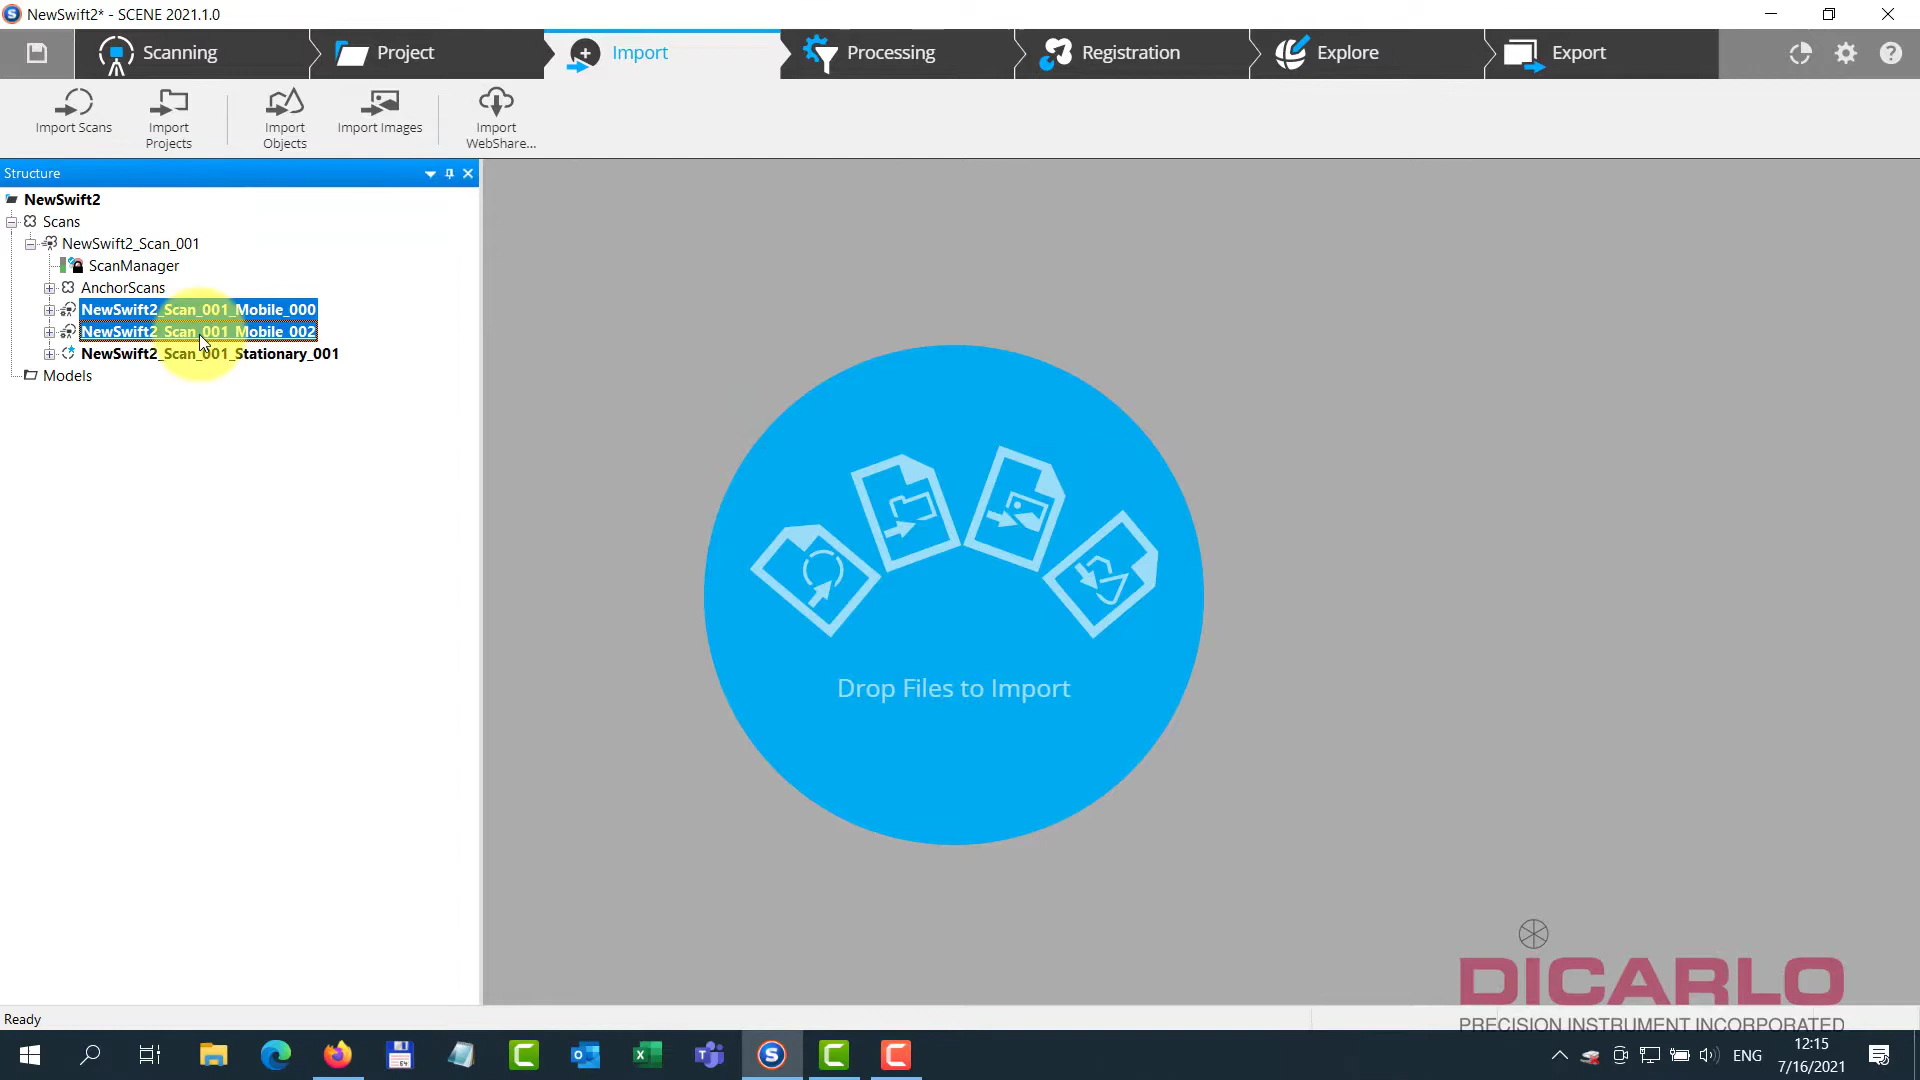 NewSwift2* - SCENE 2021.1.0
Scanning
Project
Import
Processing
Registration
Explore
Export
Import Scans
Import
Projects
Import
Objects
Import Images
Import
WebShare...
Structure
NewSwift2
Scans
NewSwift2_Scan_001
ScanManager
AnchorScans
NewSwift2_Scan_001_Mobile_000
NewSwift2_Scan_001_Mobile_002
NewSwift2_Scan_001_Stationary_001
Models
Drop Files to Import
DICARLO
PRECISION INSTRUMENT INCORPORATED
Ready
ENG
12:15
7/16/2021